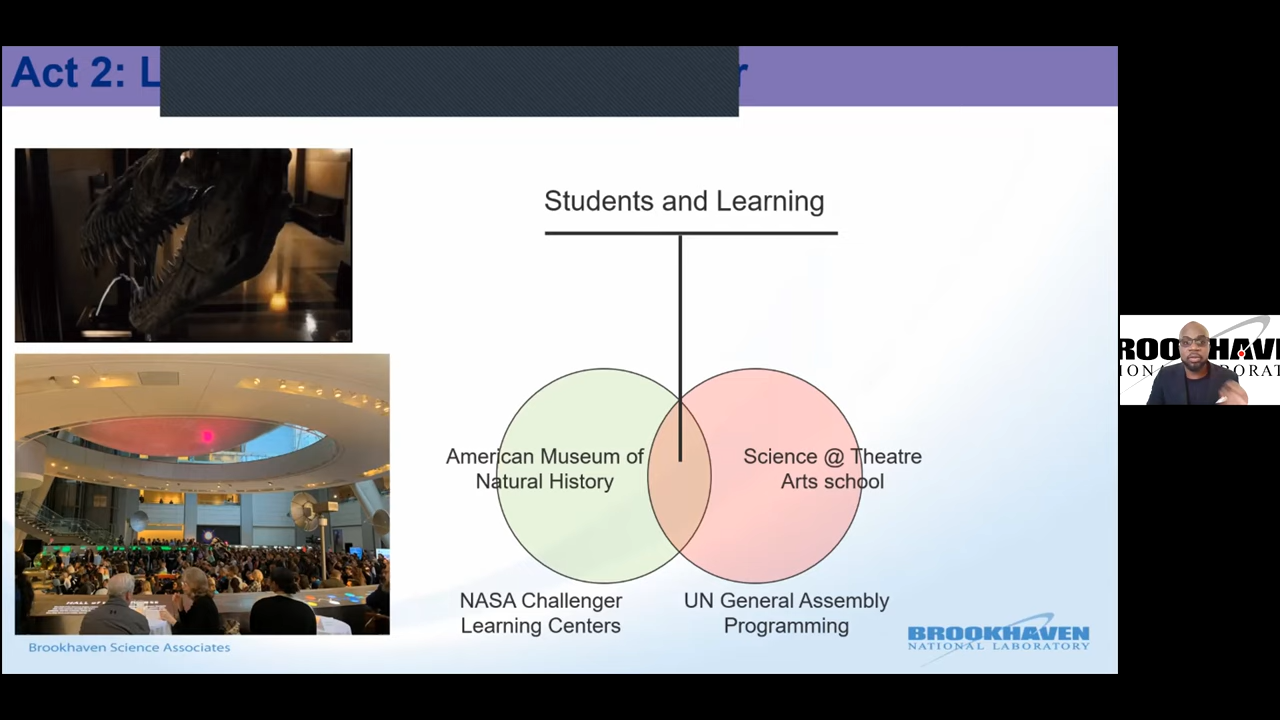 Act 2: L
r
Students and Learning
American Museum of
Natural History
Science @ Theatre
Arts school
NASA Challenger
Learning Centers
UN General Assembly
Programming
Brookhaven Science Associates
BROOKHAVEN
NATIONAL LABORATORY
ROOKHAVE